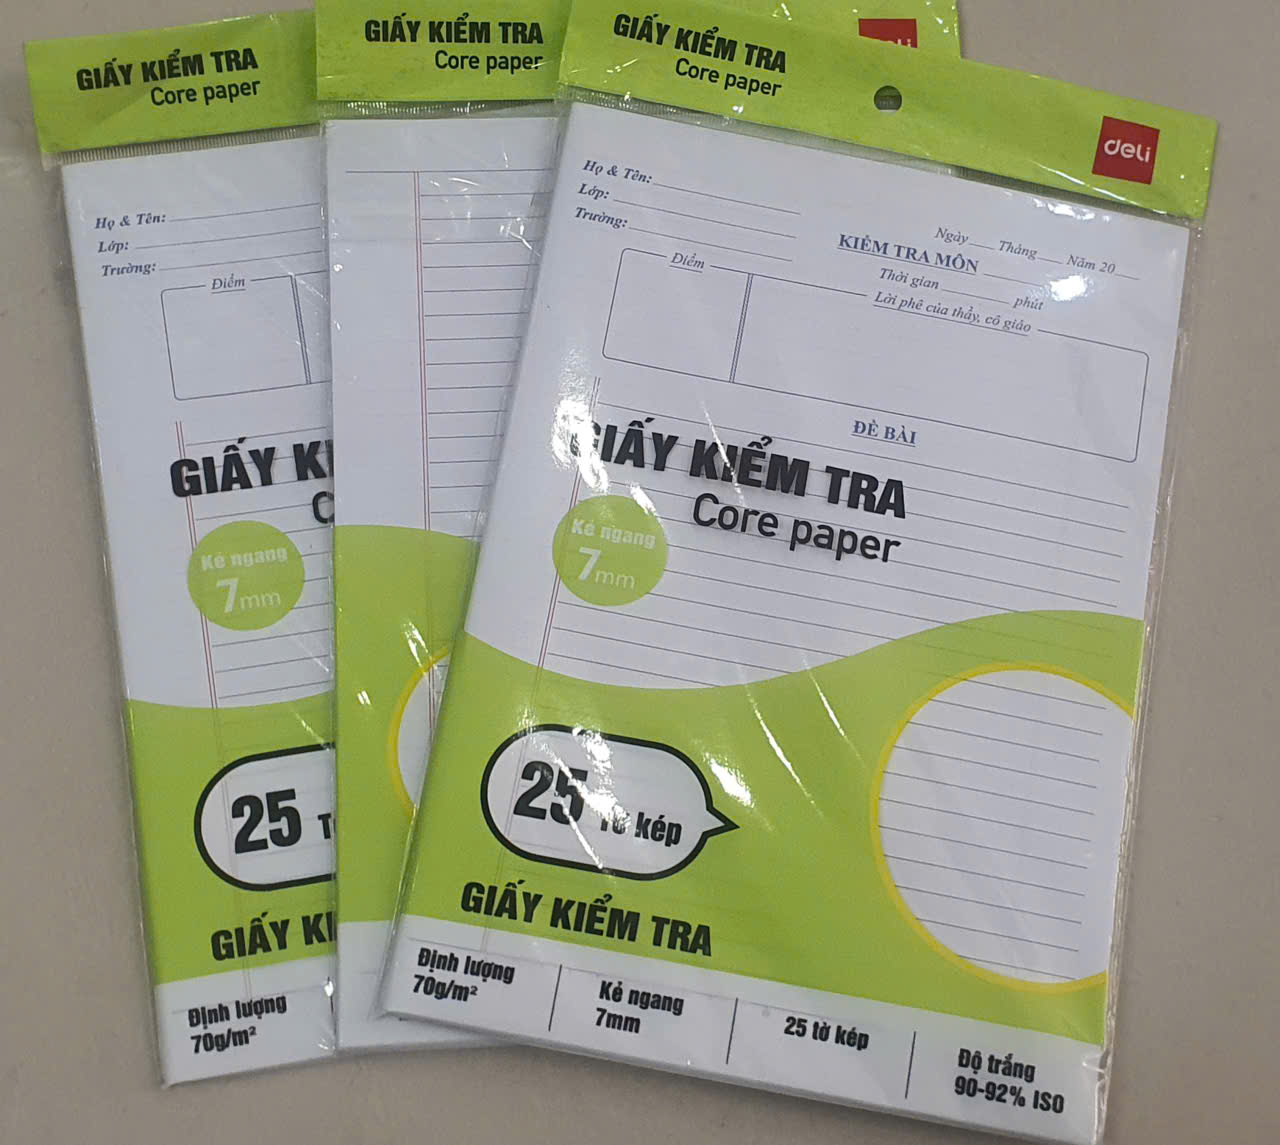 GIẤY KIỂM TRA
Core paper
Họ & Tên:
Lớp:
Trường:
Điểm
GIẤY K
C
Kẻ ngang
7mm
25 T
GIẤY KI
Định lượng
70g/m²
GIẤY KIỂM TRA
Core paper
deli
GIẤY KIỂM TRA
Core paper
deli
Họ & Tên:
Lớp:
Trường:
Ngày Tháng Năm 20
KIỂM TRA MÔN
Thời gian phút
Điểm
Lời phê của thầy, cô giáo
ĐỀ BÀI
GIẤY KIỂM TRA
Core paper
Kẻ ngang
7mm
25 Tờ kép
GIẤY KIỂM TRA
Định lượng
70g/m²
Kẻ ngang
7mm
25 tờ kép
Độ trắng
90-92% ISO